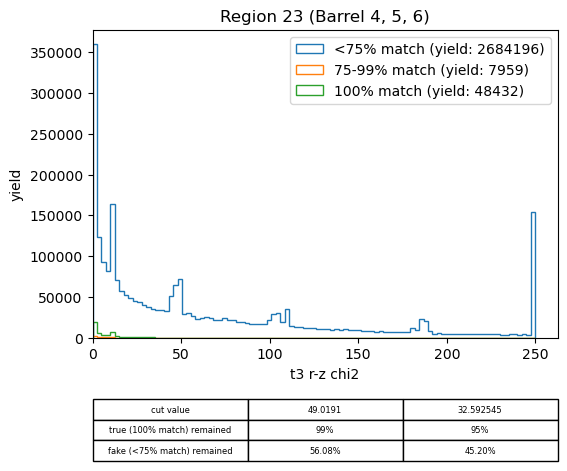 Region 23 (Barrel 4, 5, 6)
<75% match (yield: 2684196)
75-99% match (yield: 7959)
100% match (yield: 48432)
yield
350000
300000
250000
200000
150000
100000
50000
0
0 50 100 150 200 250
t3 r-z chi2
cut value 49.0191 32.592545
true (100% match) remained 99% 95%
fake (<75% match) remained 56.08% 45.20%